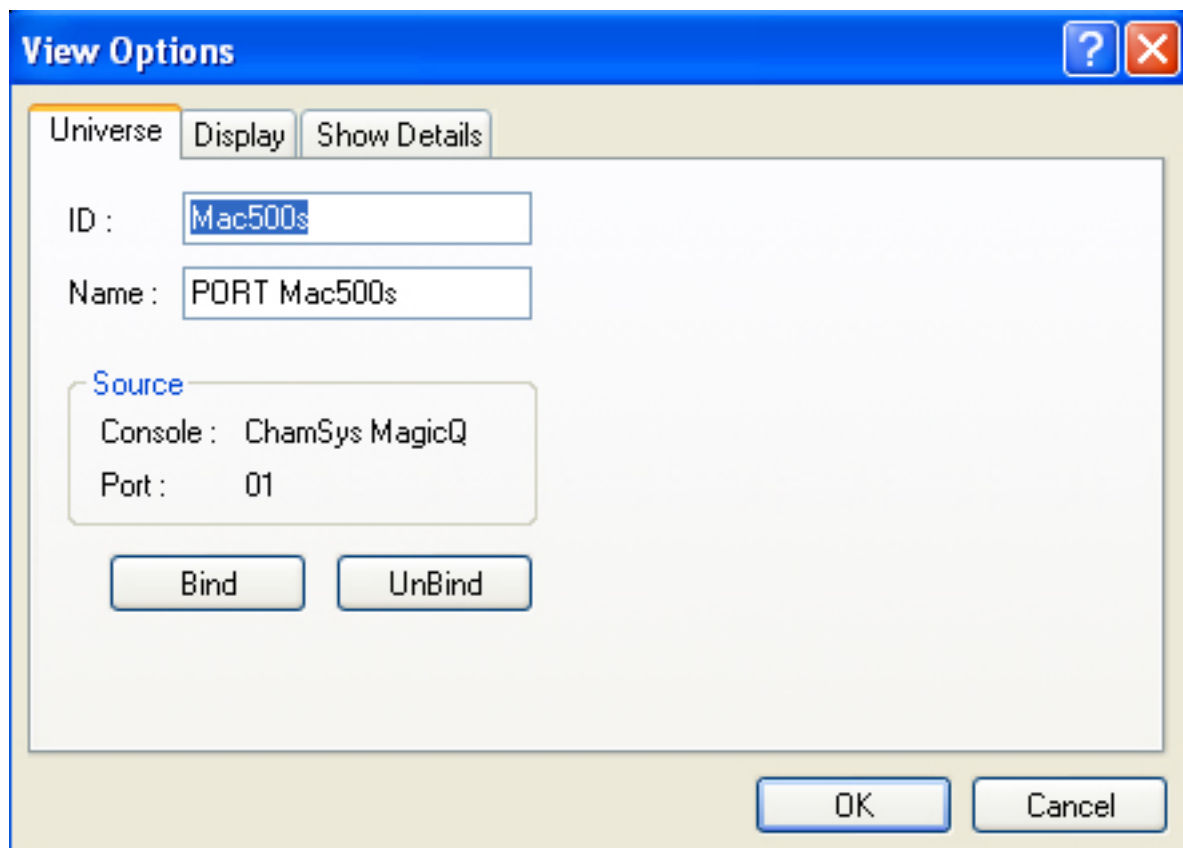 View Options
?
Universe Display Show Details
ID : Mac500s
Name : PORT Mac500s
Source
Console : ChamSys MagicQ
Port : 01
Bind UnBind
OK Cancel